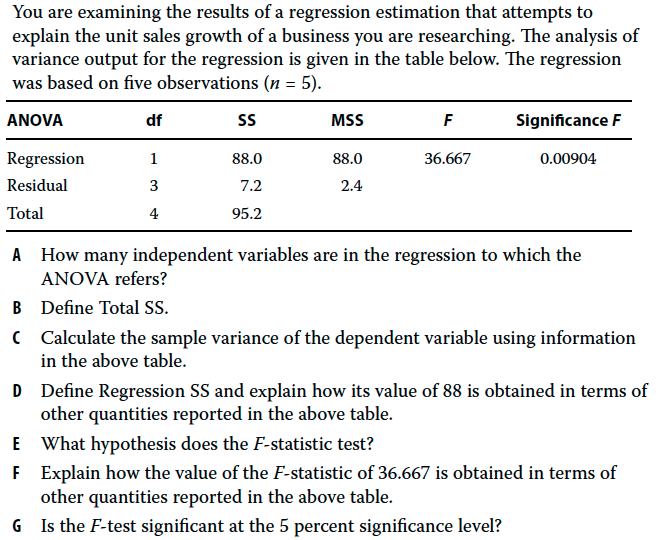 You are examining the results of a regression estimation that attempts to
explain the unit sales growth of a business you are researching. The analysis of
variance output for the regression is given in the table below. The regression
was based on five observations (n = 5).
ANOVA df SS MSS F Significance F
Regression 1 88.0 88.0 36.667 0.00904
Residual 3 7.2 2.4
Total 4 95.2
A How many independent variables are in the regression to which the
ANOVA refers?
B Define Total SS.
C Calculate the sample variance of the dependent variable using information
in the above table.
D Define Regression SS and explain how its value of 88 is obtained in terms of
other quantities reported in the above table.
E What hypothesis does the F-statistic test?
F Explain how the value of the F-statistic of 36.667 is obtained in terms of
other quantities reported in the above table.
G Is the F-test significant at the 5 percent significance level?